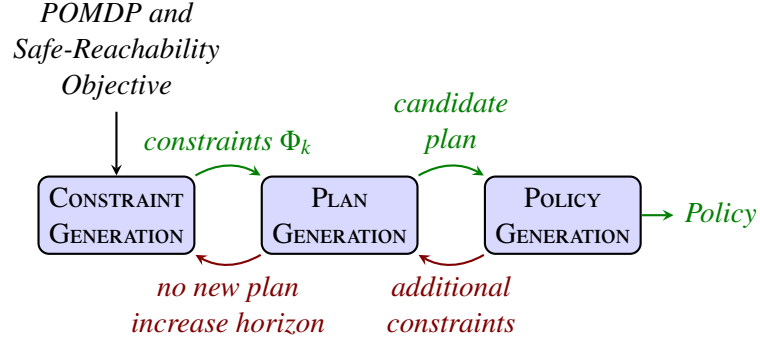 POMDP and
Safe-Reachability
Objective
constraints Φk
candidate
plan
CONSTRAINT
GENERATION
PLAN
GENERATION
POLICY
GENERATION
Policy
no new plan
increase horizon
additional
constraints